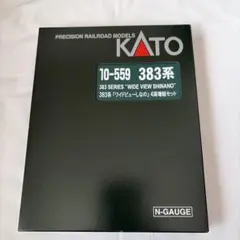 PRECISION RAILROAD MODELS
KATO
10-559 383系
383 SERIES "WIDE VIEW SHINANO"
383系「ワイドビューしなの」4両増結セット
N-GAUGE